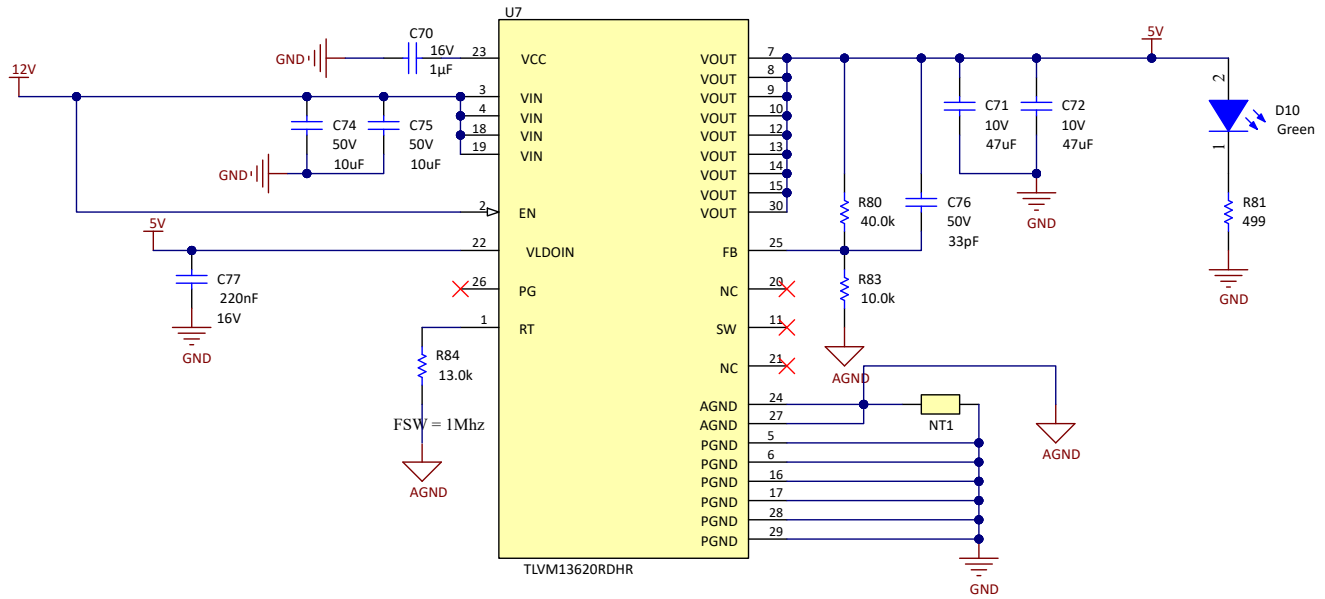 U7
C70
16V
1µF
GND
23
VCC
12V
3
VIN
4
VIN
18
VIN
19
VIN
C74
50V
10uF
C75
50V
10uF
GND
2
EN
5V
22
VLDOIN
C77
220nF
16V
GND
26
PG
1
RT
R84
13.0k
FSW = 1Mhz
AGND
VOUT
7
VOUT
8
VOUT
9
VOUT
10
VOUT
12
VOUT
13
VOUT
14
VOUT
15
VOUT
30
FB
25
NC
20
SW
11
NC
21
AGND
24
AGND
27
PGND
5
PGND
6
PGND
16
PGND
17
PGND
28
PGND
29
R80
40.0k
C76
50V
33pF
R83
10.0k
AGND
C71
10V
47uF
C72
10V
47uF
GND
5V
2
D10
Green
1
R81
499
GND
NT1
AGND
GND
TLVM13620RDHR